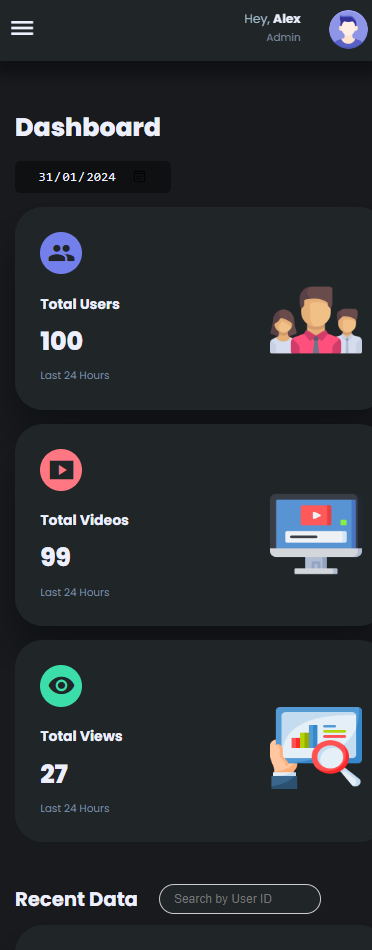 Hey, Alex
Admin
Dashboard
31/01/2024
Total Users
100
Last 24 Hours
Total Videos
99
Last 24 Hours
Total Views
27
Last 24 Hours
Recent Data
Search by User ID